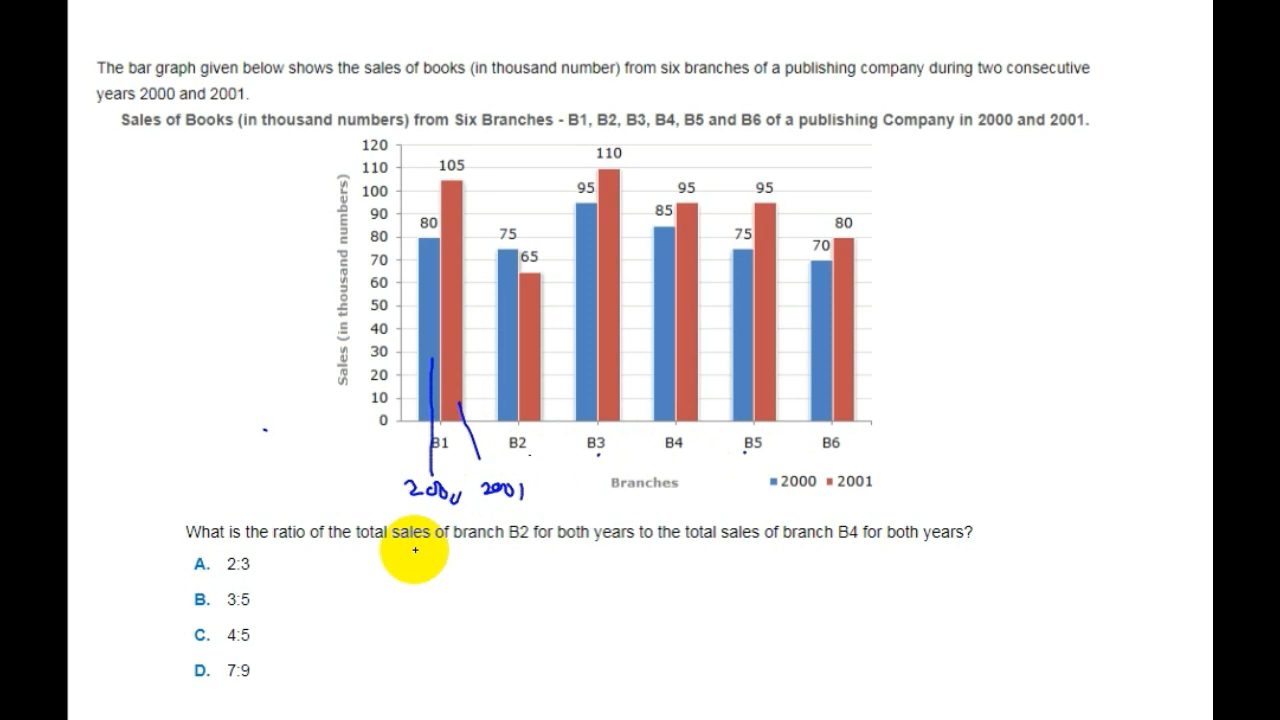 The bar graph given below shows the sales of books (in thousand number) from six branches of a publishing company during two consecutive
years 2000 and 2001.
Sales of Books (in thousand numbers) from Six Branches - B1, B2, B3, B4, B5 and B6 of a publishing Company in 2000 and 2001.
Sales (in thousand numbers)
120
110
100
90
80
70
60
50
40
30
20
10
0
80
105
75
65
95
110
85
95
75
95
70
80
B1 B2 B3 B4 B5 B6
2000 2001
Branches
2000 2001
What is the ratio of the total sales of branch B2 for both years to the total sales of branch B4 for both years?
A. 2:3
B. 3:5
C. 4:5
D. 7:9